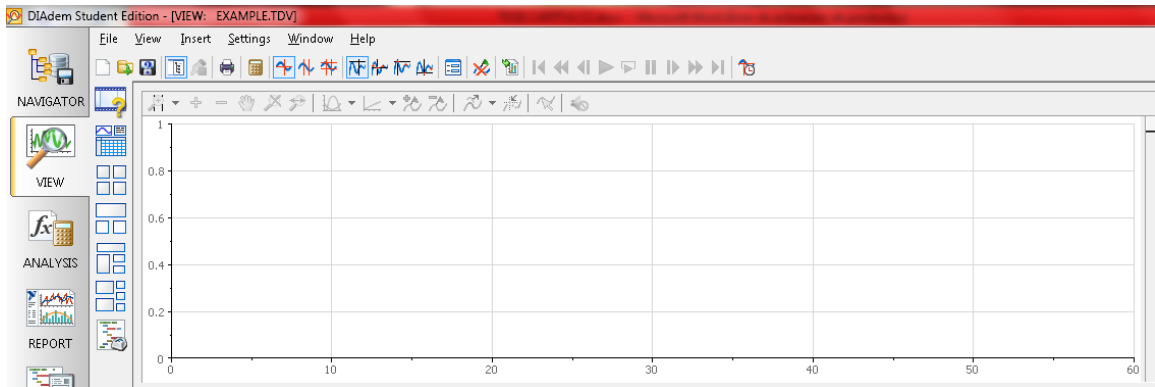 DIAdem Student Edition - [VIEW:   EXAMPLE.TDV]
File View Insert Settings Window Help
NAVIGATOR
VIEW
ANALYSIS
REPORT
1
0.8
0.6
0.4
0.2
0
0 10 20 30 40 50 60